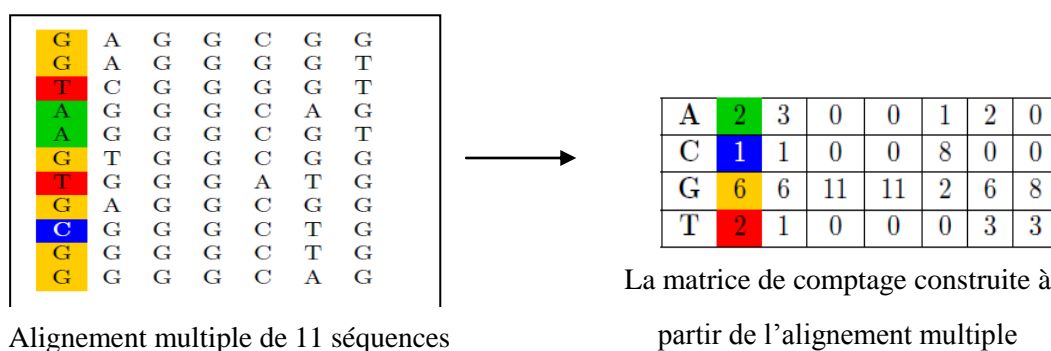 G A G G C G G
G A G G G G T
T C G G G G T
A G G G C A G
A G G G C G T
G T G G C G G
T G G G A T G
G A G G C G G
C G G G C T G
G G G G C T G
G G G G C A G
Alignement multiple de 11 séquences
A 2 3 0 0 1 2 0
C 1 1 0 0 8 0 0
G 6 6 11 11 2 6 8
T 2 1 0 0 0 3 3
La matrice de comptage construite à
partir de l'alignement multiple